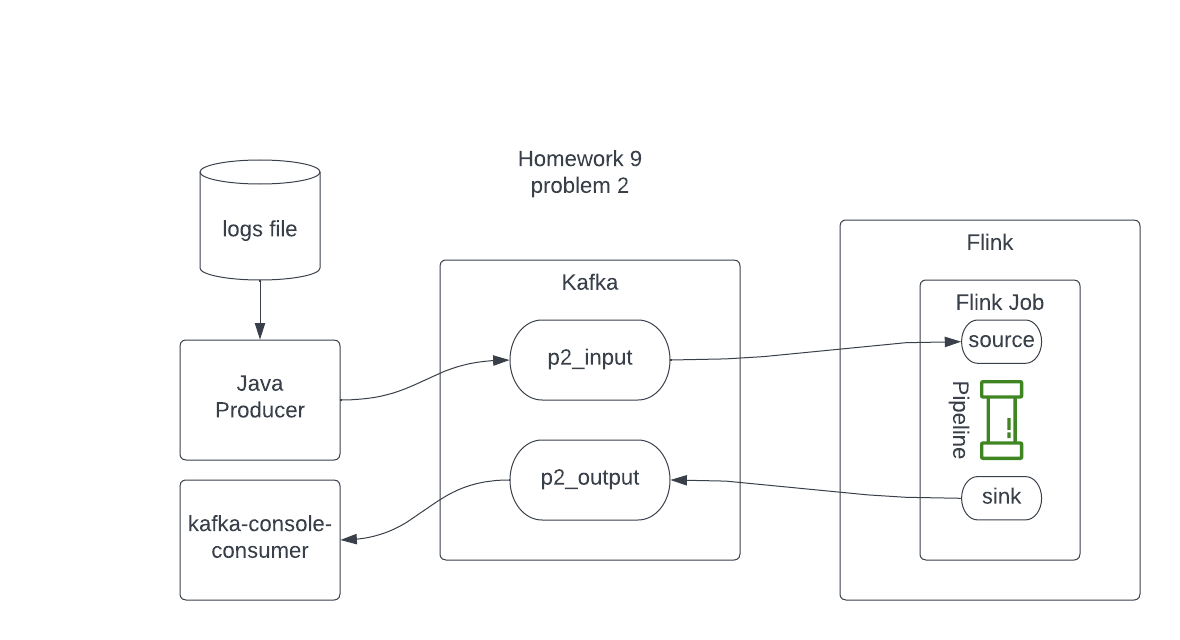 Homework 9
problem 2
logs file
Java
Producer
kafka-console-
consumer
Kafka
p2_input
p2_output
Flink
Flink Job
source
Pipeline
sink